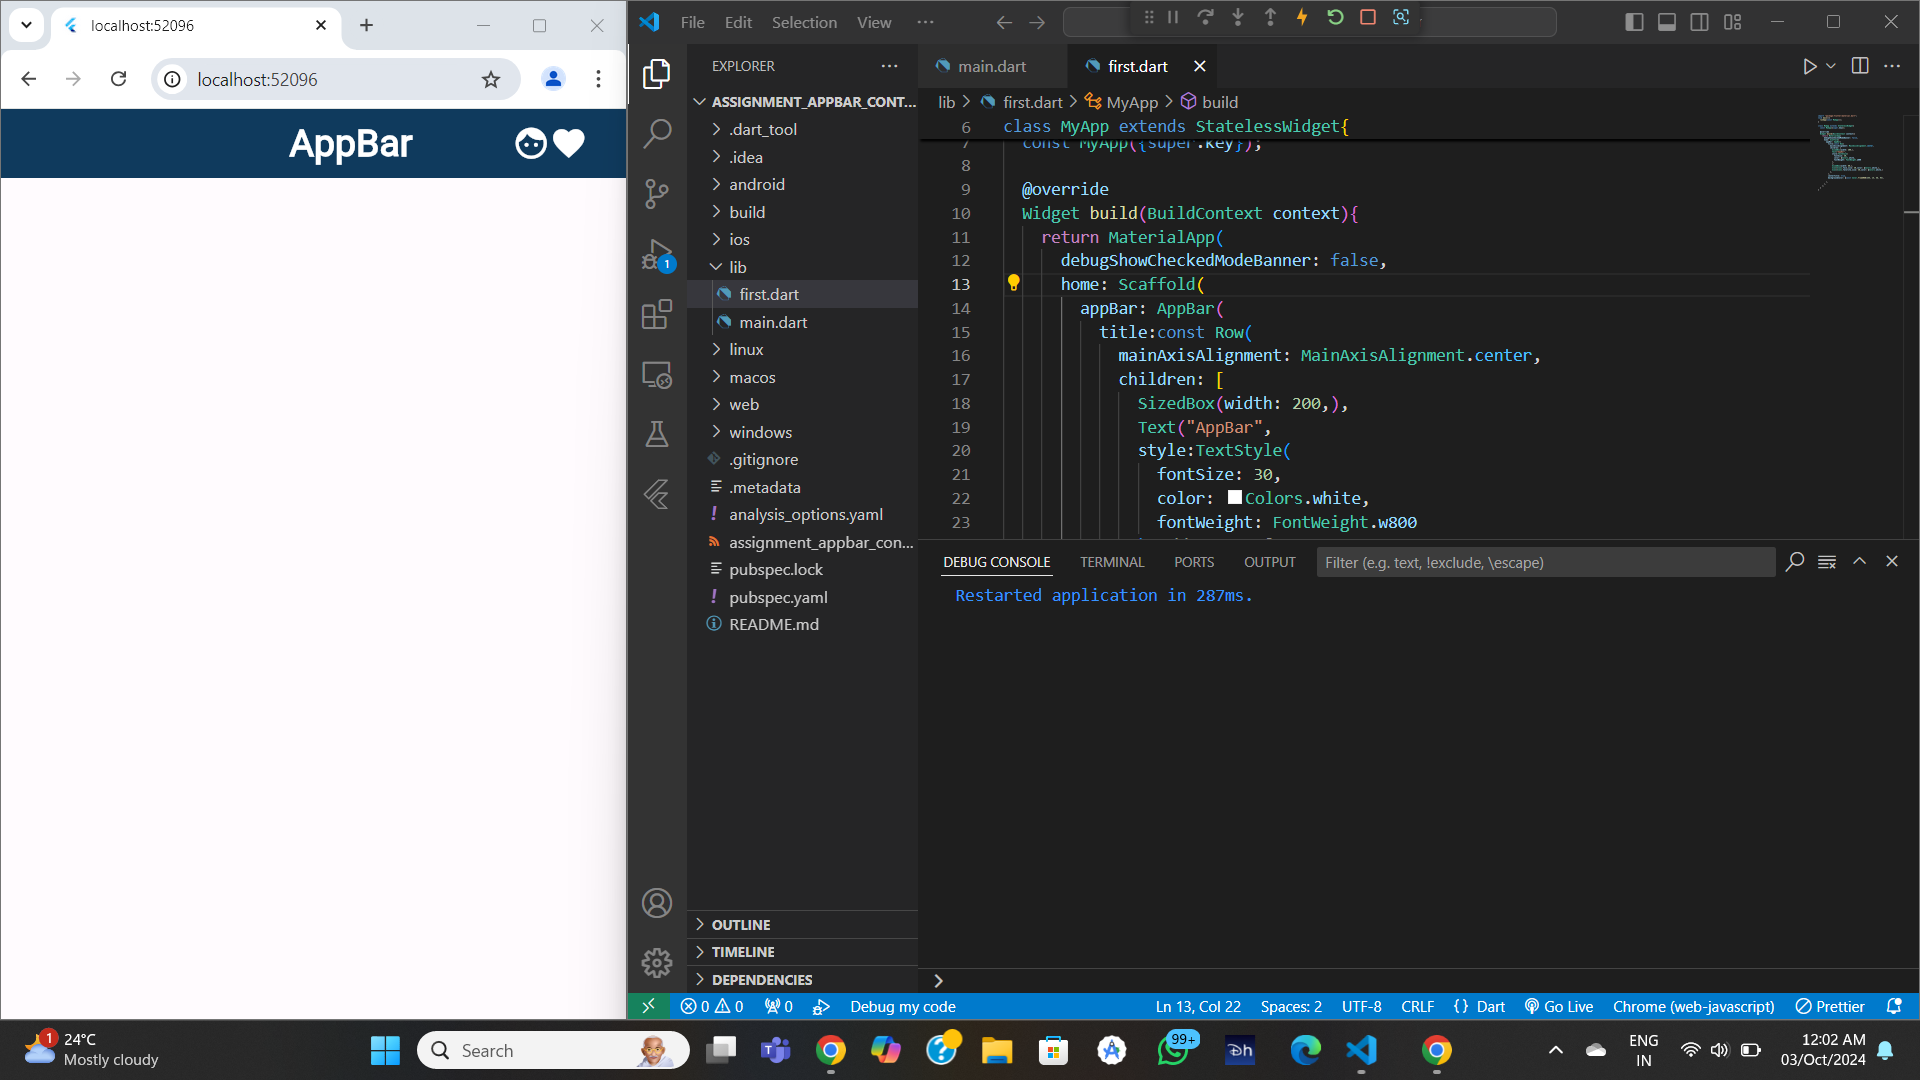 localhost:52096
localhost:52096
AppBar
File Edit Selection View
EXPLORER
ASSIGNMENT_APPBAR_CONT...
.dart_tool
.idea
android
build
ios
lib
first.dart
main.dart
linux
macos
web
windows
.gitignore
.metadata
analysis_options.yaml
assignment_appbar_con...
pubspec.lock
pubspec.yaml
README.md
OUTLINE
TIMELINE
DEPENDENCIES
main.dart first.dart
lib > first.dart > MyApp > build
6 class MyApp extends StatelessWidget{
7 const MyApp({super.key});
8
9 @override
10 Widget build(BuildContext context){
11 return MaterialApp(
12 debugShowCheckedModeBanner: false,
13 home: Scaffold(
14 appBar: AppBar(
15 title:const Row(
16 mainAxisAlignment: MainAxisAlignment.center,
17 children: [
18 SizedBox(width: 200,),
19 Text("AppBar",
20 style:TextStyle(
21 fontSize: 30,
22 color: Colors.white,
23 fontWeight: FontWeight.w800
DEBUG CONSOLE TERMINAL PORTS OUTPUT Filter (e.g. text, !exclude, \escape)
Restarted application in 287ms.
1
0 0 0 Debug my code Ln 13, Col 22 Spaces: 2 UTF-8 CRLF {} Dart Go Live Chrome (web-javascript) Prettier
1
24°C
Mostly cloudy
Search
99+
ENG
IN
12:02 AM
03/Oct/2024